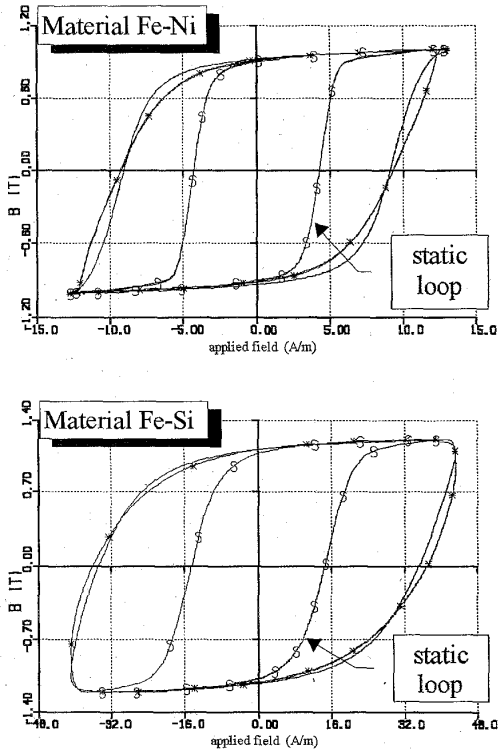 Material Fe-Ni
1.20
0.60
0.00
-0.60
-1.20
B [T]
S S S S S S S S S S S S S S S S S S S S
static
loop
-15.0 -10.0 -5.00 0.00 5.00 10.0 15.0
applied field (A/m)
Material Fe-Si
1.40
0.70
0.00
-0.70
-1.40
B [T]
static
loop
-48.0 -32.0 -16.0 0.00 16.0 32.0 48.0
applied field (A/m)